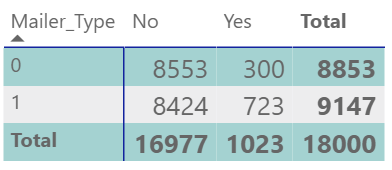 Mailer_Type No Yes Total
0 8553 300 8853
1 8424 723 9147
Total 16977 1023 18000